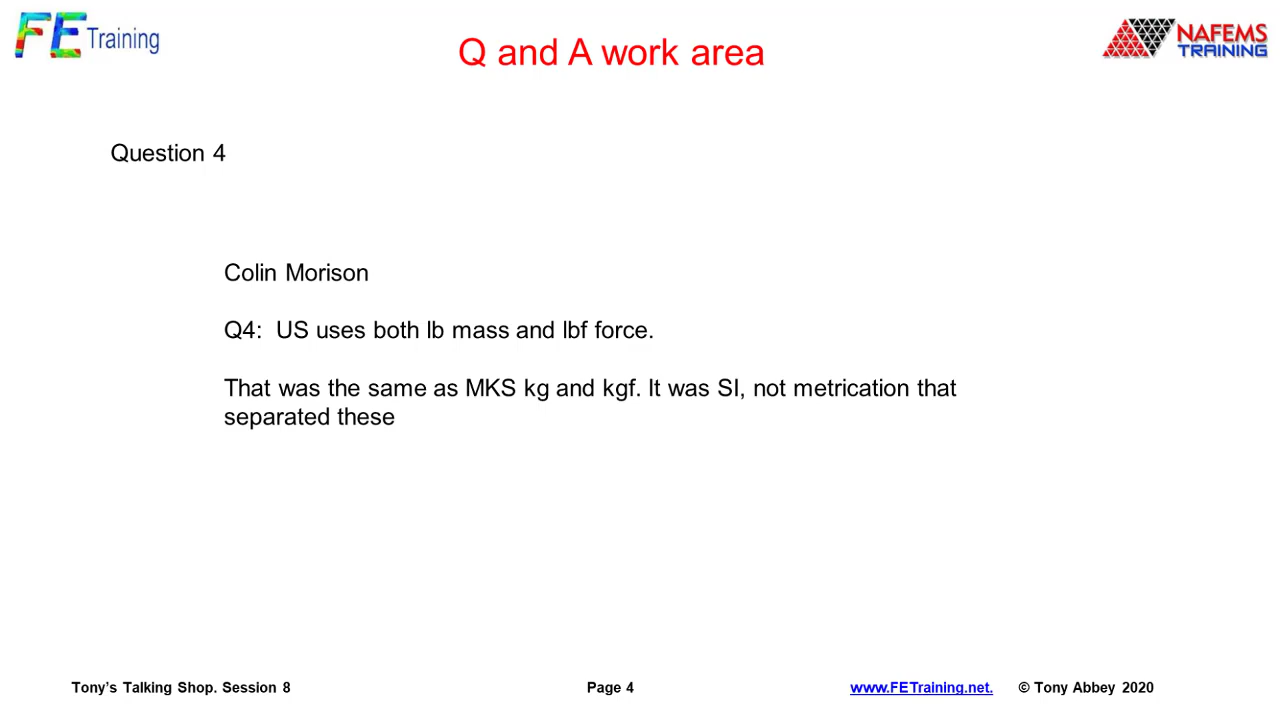 FE Training
NAFEMS
TRAINING
Q and A work area
Question 4
Colin Morison
Q4:  US uses both lb mass and lbf force.
That was the same as MKS kg and kgf. It was SI, not metrication that
separated these
Tony’s Talking Shop. Session 8
Page 4
www.FETraining.net.
© Tony Abbey 2020